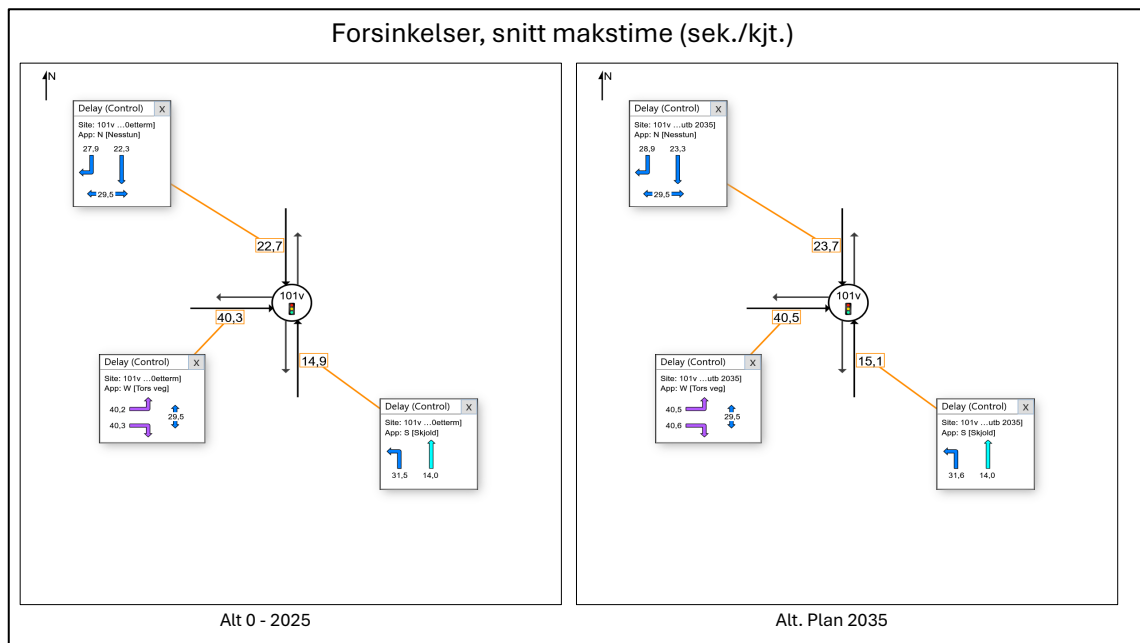 Forsinkelser, snitt makstime (sek./kjt.)
N
Delay (Control) X
Site: 101v ...0etterm]
App: N [Nesstun]
27,9 22,3
29,5
22,7
101v
40,3
14,9
Delay (Control) X
Site: 101v ...0etterm]
App: W [Tors veg]
40,2
29,5
40,3
Delay (Control) X
Site: 101v ...0etterm]
App: S [Skjold]
31,5 14,0
Alt 0 - 2025
N
Delay (Control) X
Site: 101v ...utb 2035]
App: N [Nesstun]
28,9 23,3
29,5
23,7
101v
40,5
15,1
Delay (Control) X
Site: 101v ...utb 2035]
App: W [Tors veg]
40,5
29,5
40,6
Delay (Control) X
Site: 101v ...utb 2035]
App: S [Skjold]
31,6 14,0
Alt. Plan 2035